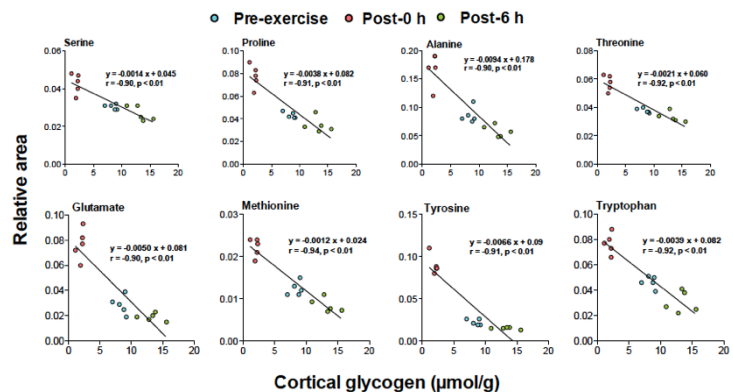 Pre-exercise Post-0 h Post-6 h
Serine
0.06
0.04
0.02
0.00
0 5 10 15 20
y = -0.0014 x + 0.045
r = -0.90, p < 0.01
Proline
0.10
0.08
0.06
0.04
0.02
0.00
0 5 10 15 20
y = -0.0038 x + 0.082
r = -0.91, p < 0.01
Alanine
0.20
0.15
0.10
0.05
0.00
0 5 10 15 20
y = -0.0094 x + 0.178
r = -0.90, p < 0.01
Threonine
0.08
0.06
0.04
0.02
0.00
0 5 10 15 20
y = -0.0021 x + 0.060
r = -0.92, p < 0.01
Relative area
Glutamate
0.10
0.08
0.06
0.04
0.02
0.00
0 5 10 15 20
y = -0.0050 x + 0.081
r = -0.90, p < 0.01
Methionine
0.03
0.02
0.01
0.00
0 5 10 15 20
y = -0.0012 x + 0.024
r = -0.94, p < 0.01
Tyrosine
0.15
0.10
0.05
0.00
0 5 10 15 20
y = -0.0066 x + 0.09
r = -0.91, p < 0.01
Tryptophan
0.10
0.08
0.06
0.04
0.02
0.00
0 5 10 15 20
y = -0.0039 x + 0.082
r = -0.92, p < 0.01
Cortical glycogen (µmol/g)